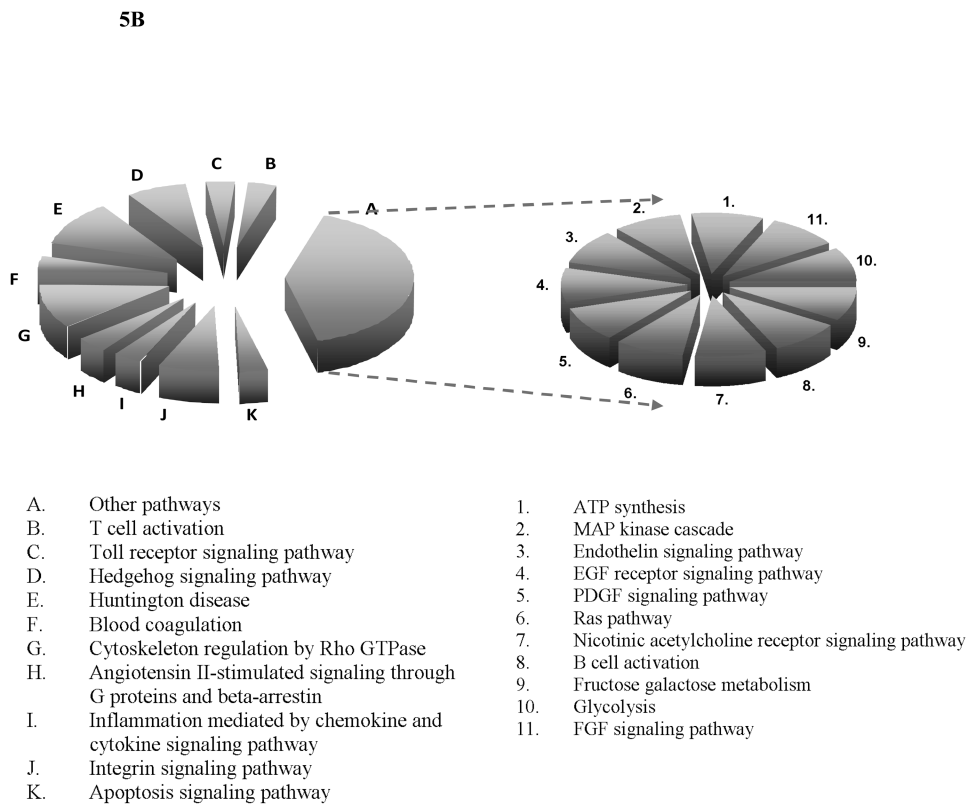 5B
C
B
D
A
E
F
G
H
I
J
K
1.
2.
11.
3.
10.
4.
9.
5.
8.
6.
7.
A. Other pathways
B. T cell activation
C. Toll receptor signaling pathway
D. Hedgehog signaling pathway
E. Huntington disease
F. Blood coagulation
G. Cytoskeleton regulation by Rho GTPase
H. Angiotensin II-stimulated signaling through
G proteins and beta-arrestin
I. Inflammation mediated by chemokine and
cytokine signaling pathway
J. Integrin signaling pathway
K. Apoptosis signaling pathway
1. ATP synthesis
2. MAP kinase cascade
3. Endothelin signaling pathway
4. EGF receptor signaling pathway
5. PDGF signaling pathway
6. Ras pathway
7. Nicotinic acetylcholine receptor signaling pathway
8. B cell activation
9. Fructose galactose metabolism
10. Glycolysis
11. FGF signaling pathway